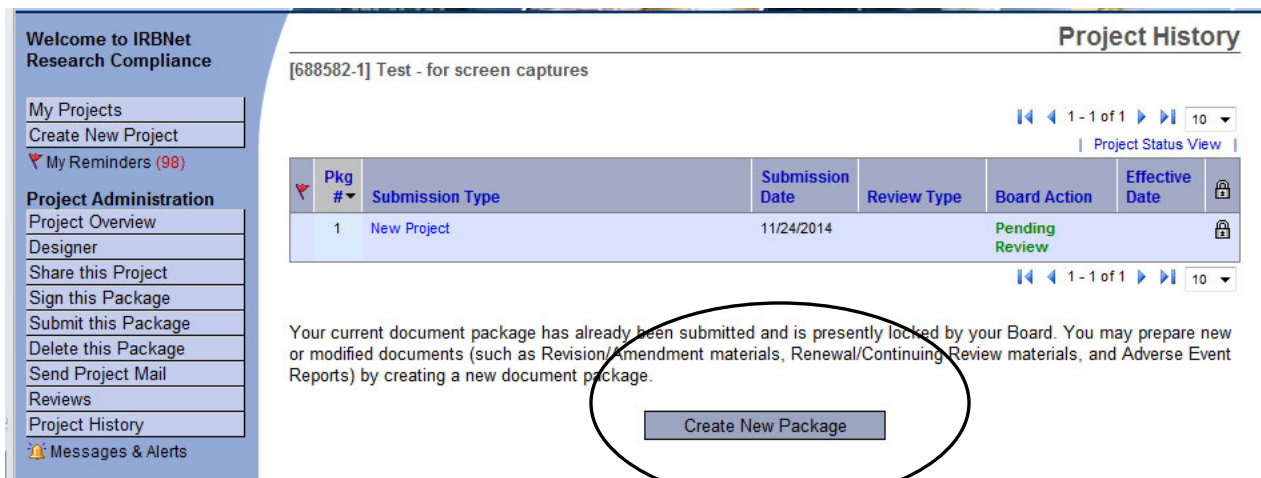 Welcome to IRBNet
Research Compliance
My Projects
Create New Project
My Reminders (98)
Project Administration
Project Overview
Designer
Share this Project
Sign this Package
Submit this Package
Delete this Package
Send Project Mail
Reviews
Project History
Messages & Alerts
Project History
[688582-1] Test - for screen captures
1 - 1 of 1 10
| Project Status View |
Pkg # Submission Type Submission Date Review Type Board Action Effective Date
1 New Project 11/24/2014 Pending Review
1 - 1 of 1 10
Your current document package has already been submitted and is presently locked by your Board. You may prepare new
or modified documents (such as Revision/Amendment materials, Renewal/Continuing Review materials, and Adverse Event
Reports) by creating a new document package.
Create New Package